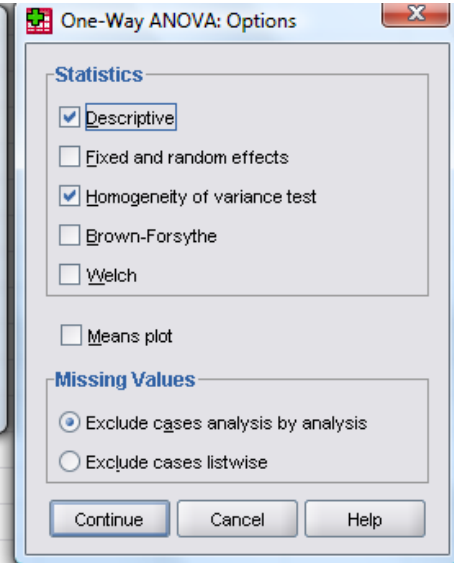 One-Way ANOVA: Options
Statistics
Descriptive
Fixed and random effects
Homogeneity of variance test
Brown-Forsythe
Welch
Means plot
Missing Values
Exclude cases analysis by analysis
Exclude cases listwise
Continue Cancel Help